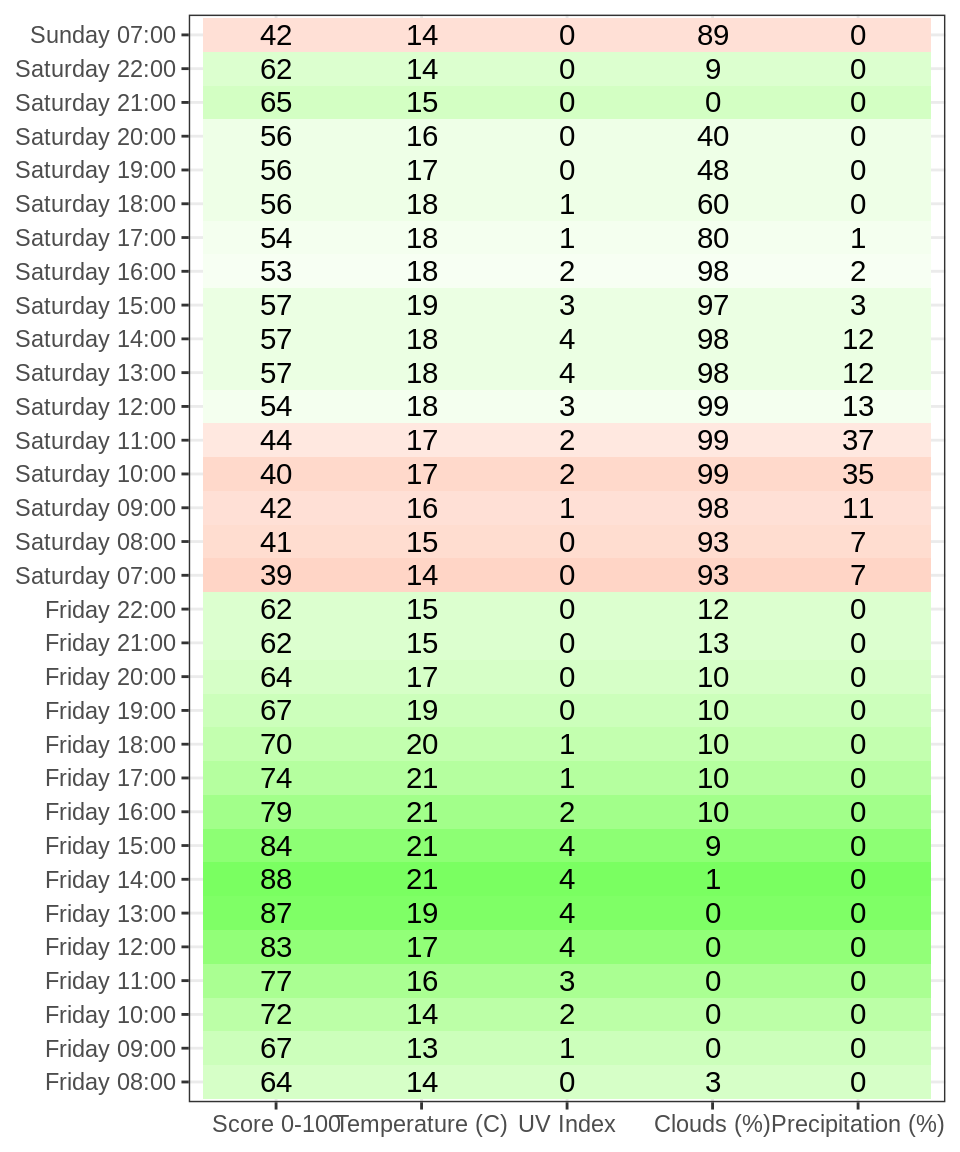 Sunday 07:00 42 14 0 89 0
Saturday 22:00 62 14 0 9 0
Saturday 21:00 65 15 0 0 0
Saturday 20:00 56 16 0 40 0
Saturday 19:00 56 17 0 48 0
Saturday 18:00 56 18 1 60 0
Saturday 17:00 54 18 1 80 1
Saturday 16:00 53 18 2 98 2
Saturday 15:00 57 19 3 97 3
Saturday 14:00 57 18 4 98 12
Saturday 13:00 57 18 4 98 12
Saturday 12:00 54 18 3 99 13
Saturday 11:00 44 17 2 99 37
Saturday 10:00 40 17 2 99 35
Saturday 09:00 42 16 1 98 11
Saturday 08:00 41 15 0 93 7
Saturday 07:00 39 14 0 93 7
Friday 22:00 62 15 0 12 0
Friday 21:00 62 15 0 13 0
Friday 20:00 64 17 0 10 0
Friday 19:00 67 19 0 10 0
Friday 18:00 70 20 1 10 0
Friday 17:00 74 21 1 10 0
Friday 16:00 79 21 2 10 0
Friday 15:00 84 21 4 9 0
Friday 14:00 88 21 4 1 0
Friday 13:00 87 19 4 0 0
Friday 12:00 83 17 4 0 0
Friday 11:00 77 16 3 0 0
Friday 10:00 72 14 2 0 0
Friday 09:00 67 13 1 0 0
Friday 08:00 64 14 0 3 0
Score 0-100 Temperature (C) UV Index Clouds (%) Precipitation (%)